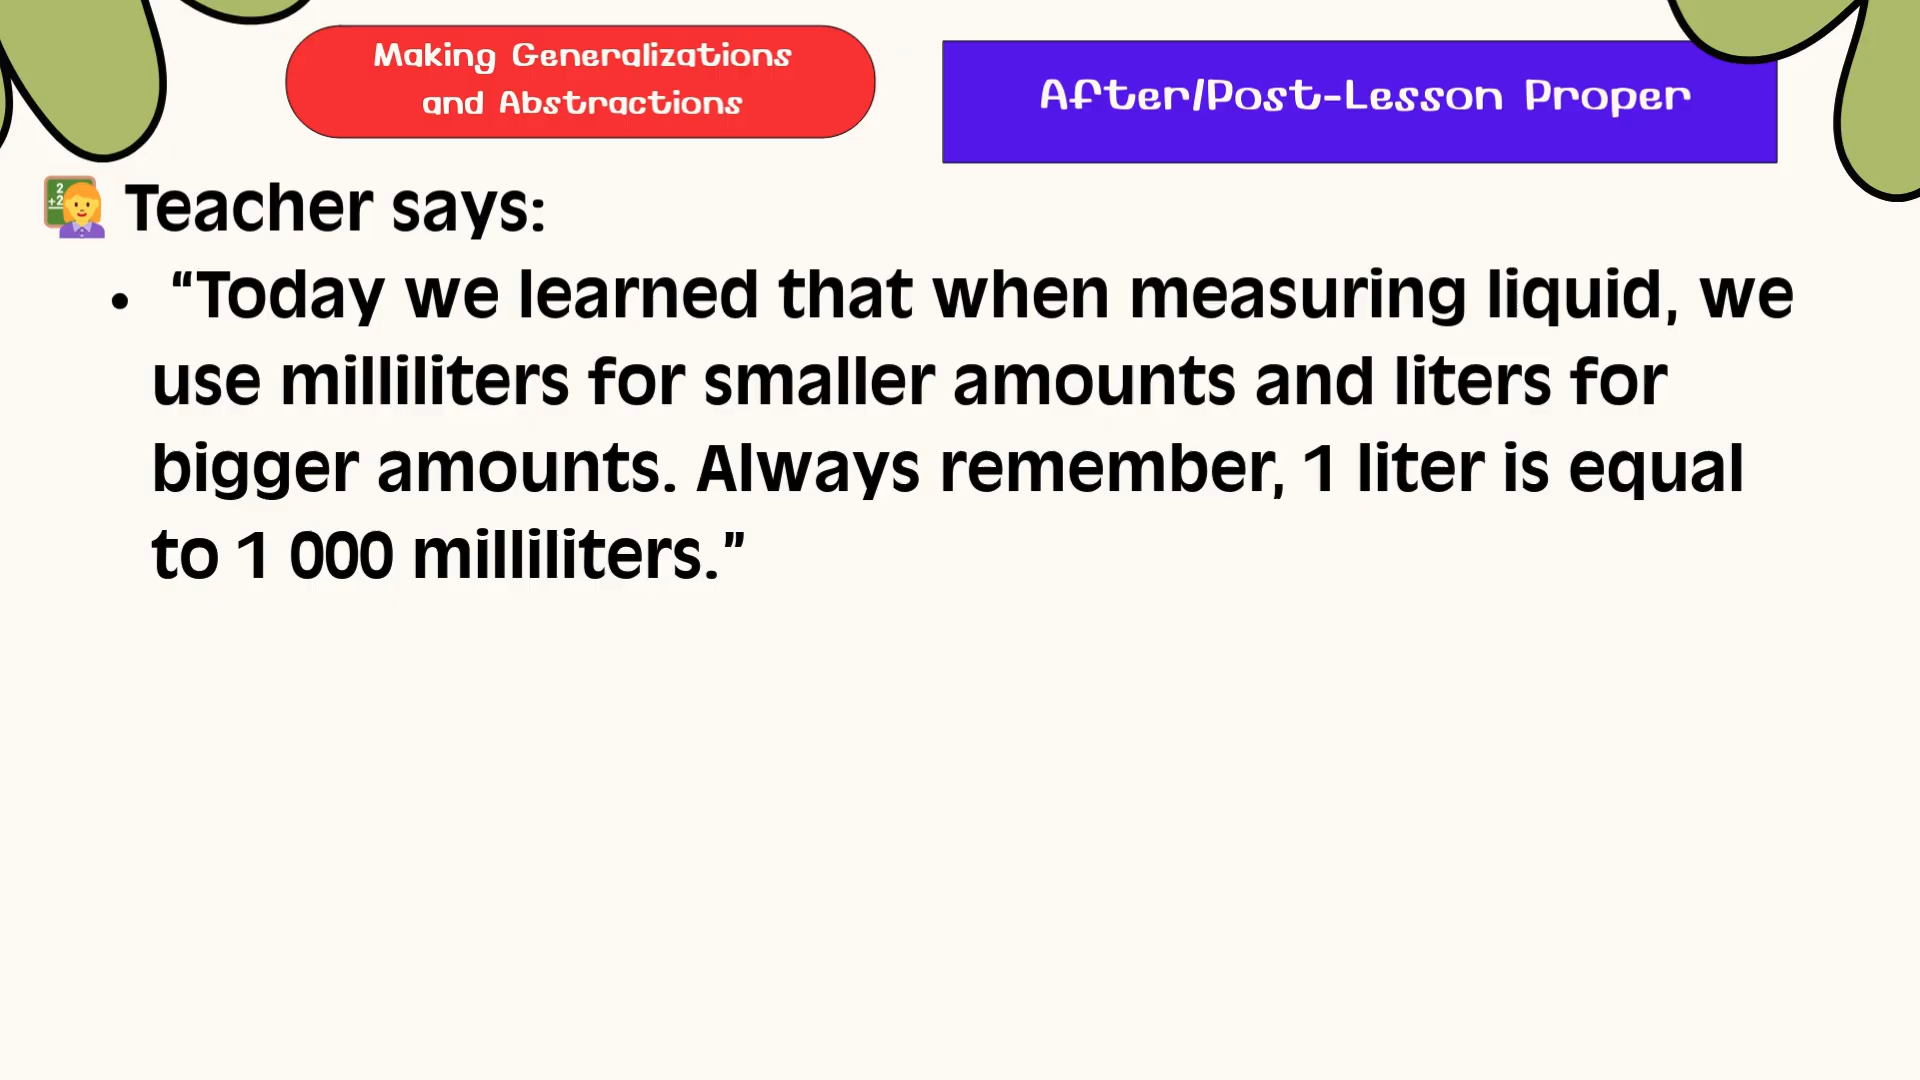 Making Generalizations
and Abstractions
After/Post-Lesson Proper
2
+2
Teacher says:
• “Today we learned that when measuring liquid, we
use milliliters for smaller amounts and liters for
bigger amounts. Always remember, 1 liter is equal
to 1 000 milliliters.”